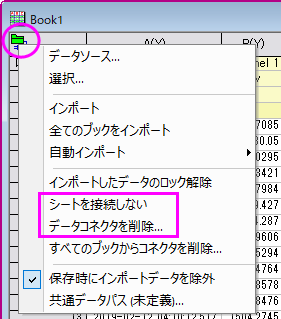 Book1
A(X) B(Y)
データソース...
選択...
インポート
全てのブックをインポート
自動インポート
インポートしたデータのロック解除
シートを接続しない
データコネクタを削除...
すべてのブックからコネクタを削除...
保存時にインポートデータを除外
共通データパス (未定義)...